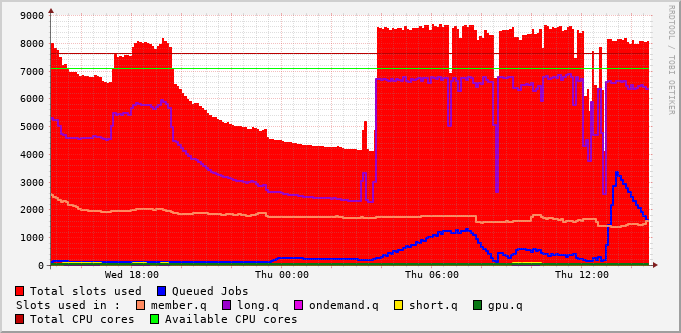 9000
8000
7000
6000
5000
4000
3000
2000
1000
0
Wed 18:00 Thu 00:00 Thu 06:00 Thu 12:00
RRDTOOL / TOBI OETIKER
Total slots used Queued Jobs
Slots used in : member.q long.q ondemand.q short.q gpu.q
Total CPU cores Available CPU cores